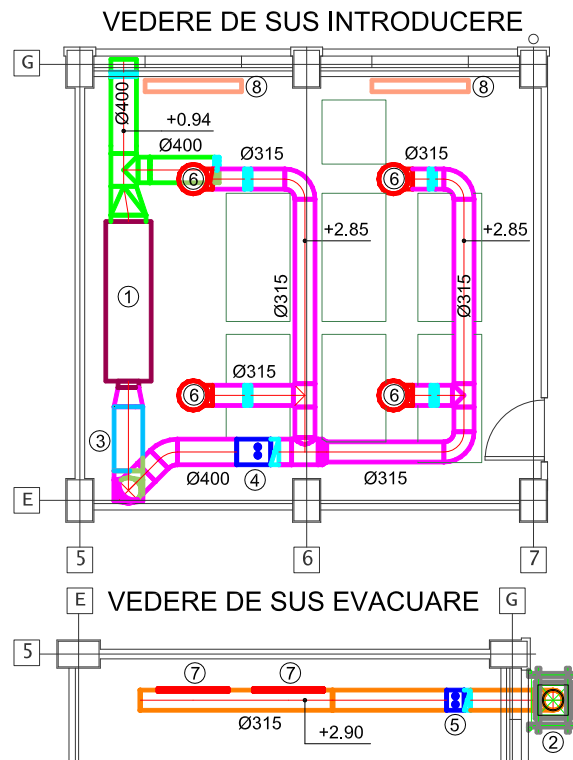 VEDERE DE SUS INTRODUCERE
G
8
8
Ø400
+0.94
Ø400
Ø315
Ø315
6
6
+2.85
+2.85
1
Ø315
Ø315
Ø315
6
6
3
Ø400
4
Ø315
E
5
6
7
E
VEDERE DE SUS EVACUARE
G
5
7
7
Ø315
+2.90
5
2